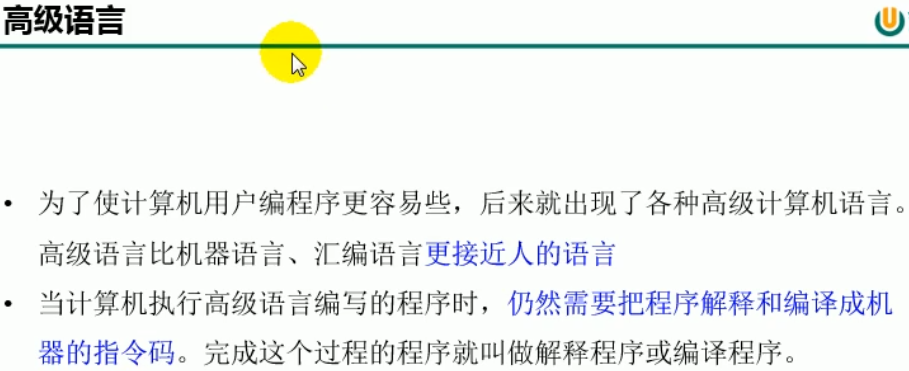 高级语言
• 为了使计算机用户编程序更容易些，后来就出现了各种高级计算机语言。
高级语言比机器语言、汇编语言更接近人的语言
• 当计算机执行高级语言编写的程序时，仍然需要把程序解释和编译成机
器的指令码。完成这个过程的程序就叫做解释程序或编译程序。